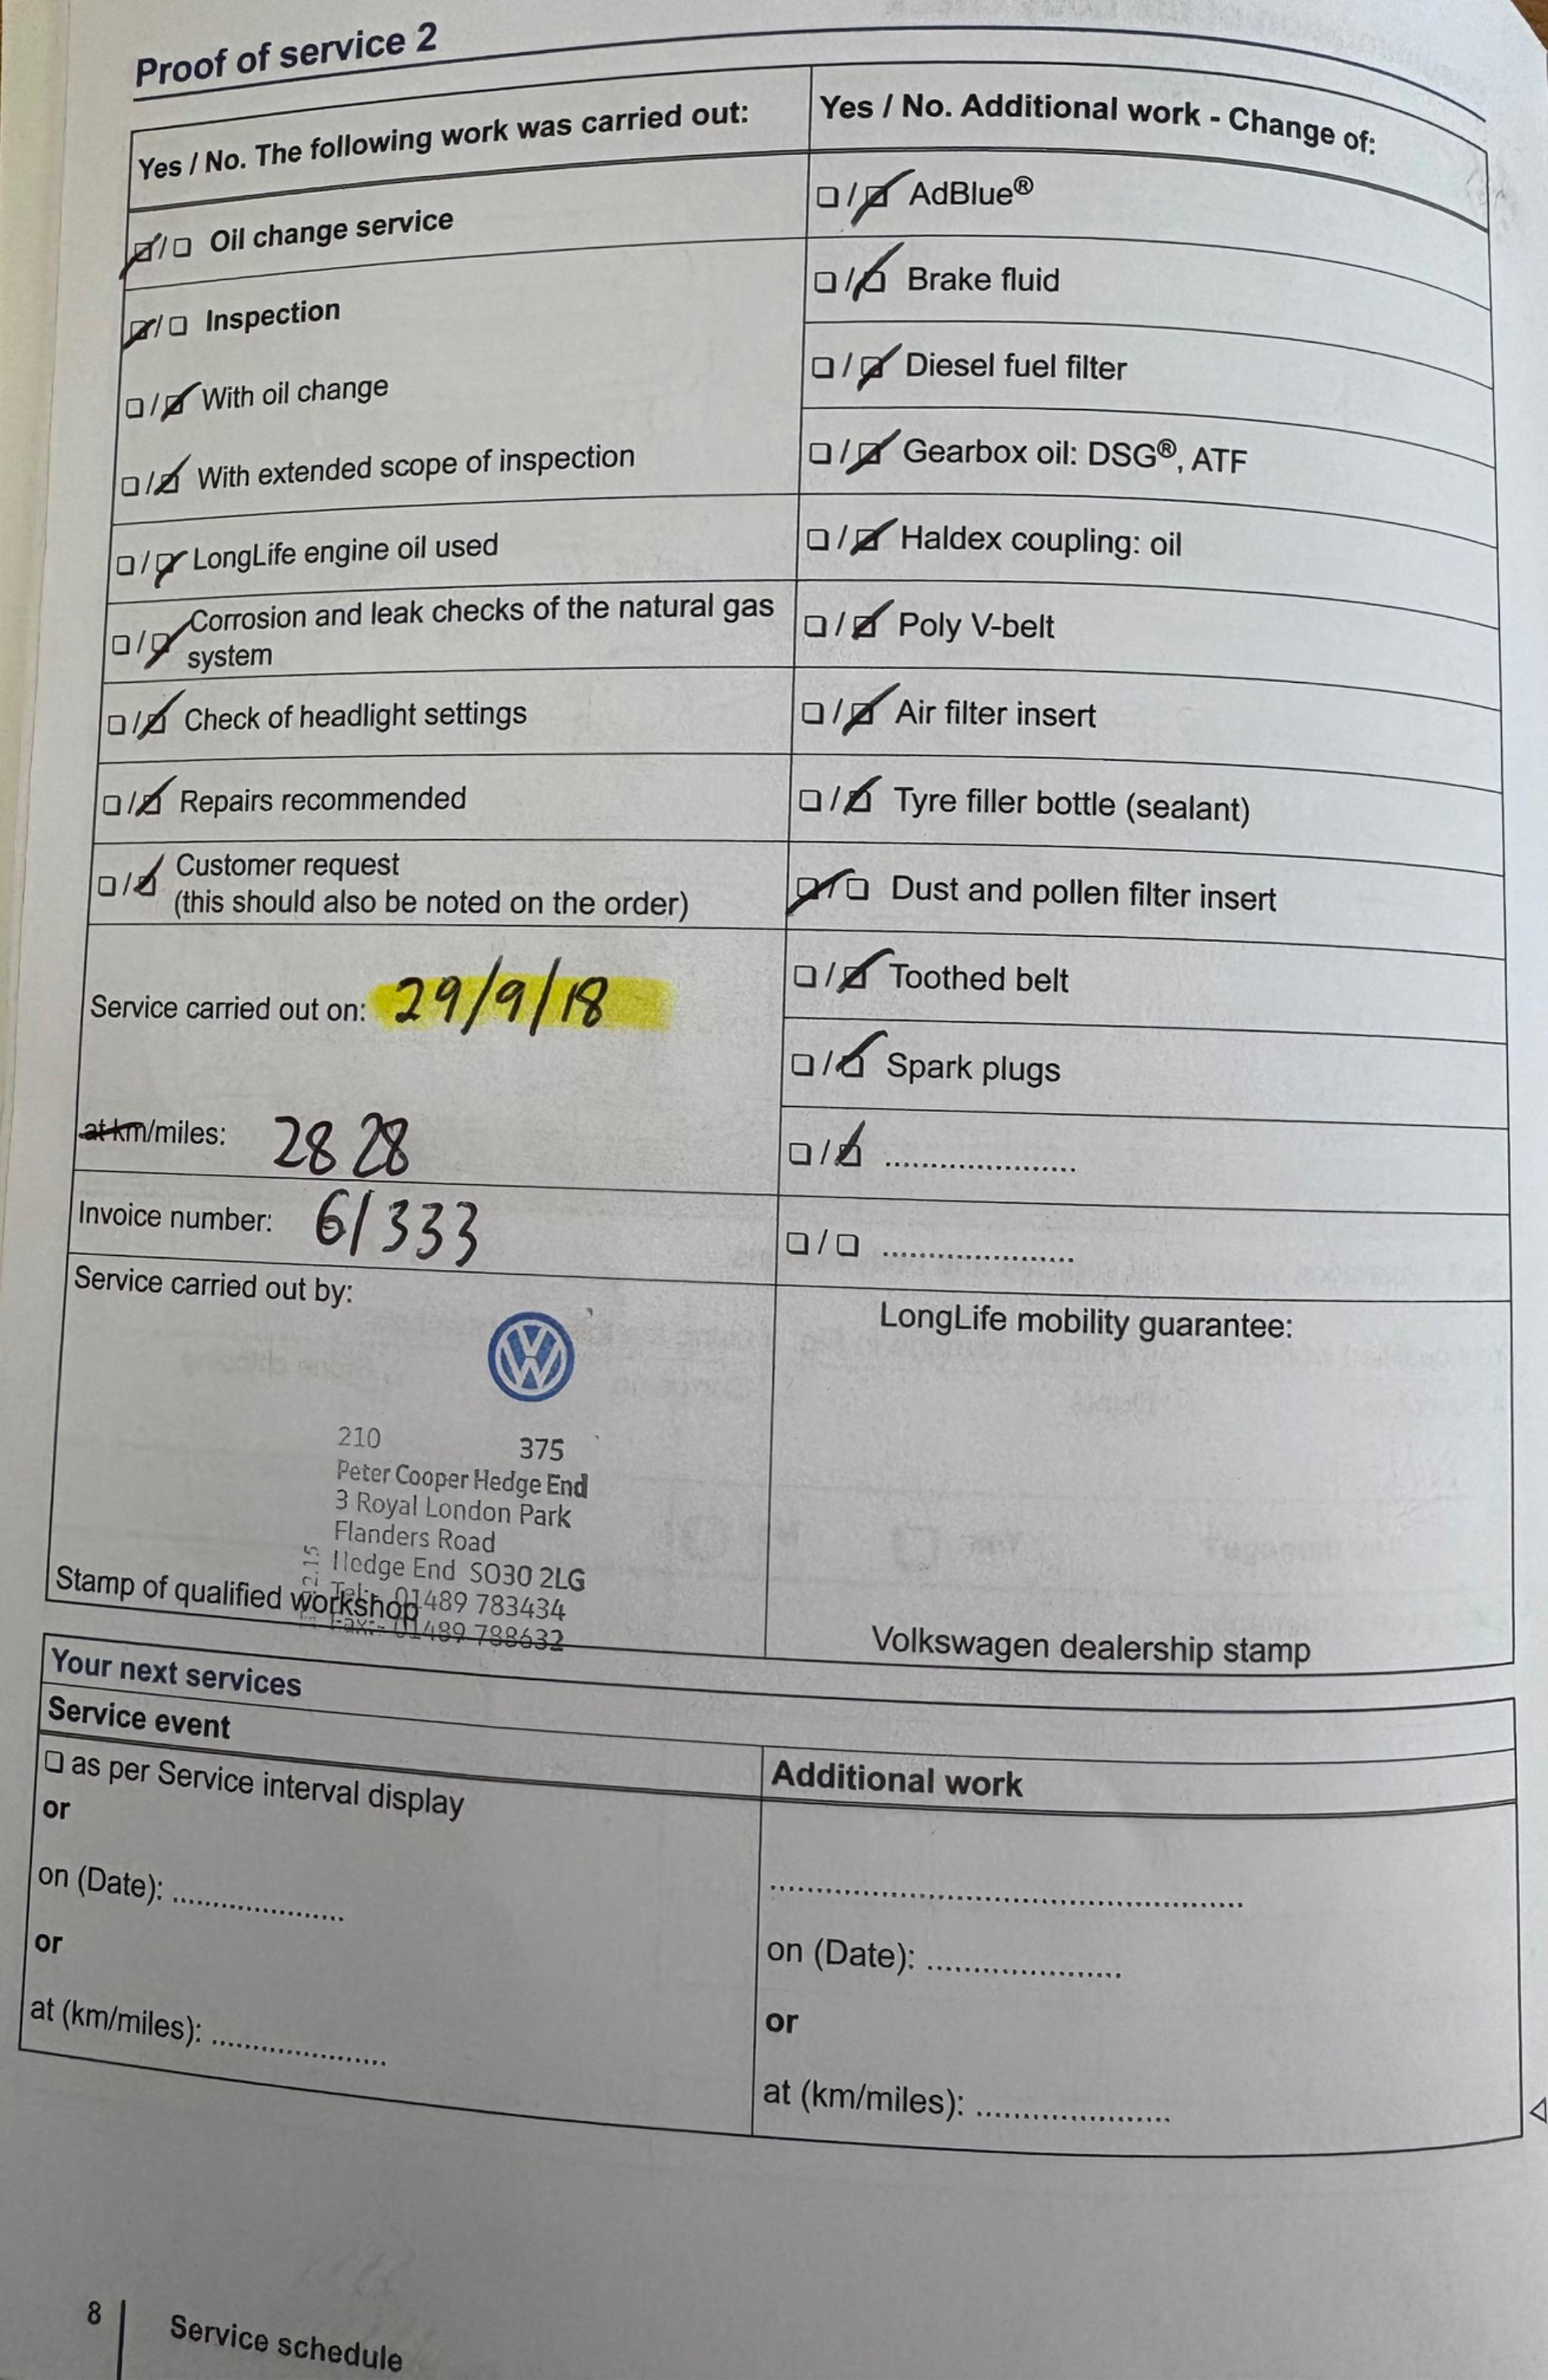 Proof of service 2
Yes / No. The following work was carried out:
☑/☐ Oil change service
☑/☐ Inspection
☐/☑ With oil change
☐/☑ With extended scope of inspection
☐/☑ LongLife engine oil used
☐/☑ Corrosion and leak checks of the natural gas
system
☐/☑ Check of headlight settings
☐/☑ Repairs recommended
☐/☑ Customer request
(this should also be noted on the order)
Service carried out on: 29/9/18
at km/miles: 2828
Invoice number: 61333
Service carried out by:
VW
210 375
Peter Cooper Hedge End
3 Royal London Park
Flanders Road
Hedge End SO30 2LG
Tel:- 01489 783434
Fax:- 01489 788632
Stamp of qualified workshop
Yes / No. Additional work - Change of:
☐/☑ AdBlue®
☐/☑ Brake fluid
☐/☑ Diesel fuel filter
☐/☑ Gearbox oil: DSG®, ATF
☐/☑ Haldex coupling: oil
☐/☑ Poly V-belt
☐/☑ Air filter insert
☐/☑ Tyre filler bottle (sealant)
☑/☐ Dust and pollen filter insert
☐/☑ Toothed belt
☐/☑ Spark plugs
☐/☑ .....................
☐/☐ .....................
LongLife mobility guarantee:
Volkswagen dealership stamp
Your next services
Service event
☐ as per Service interval display
or
on (Date): ...................
or
at (km/miles): ...................
Additional work
..................................................
on (Date): .....................
or
at (km/miles): .....................
8
Service schedule